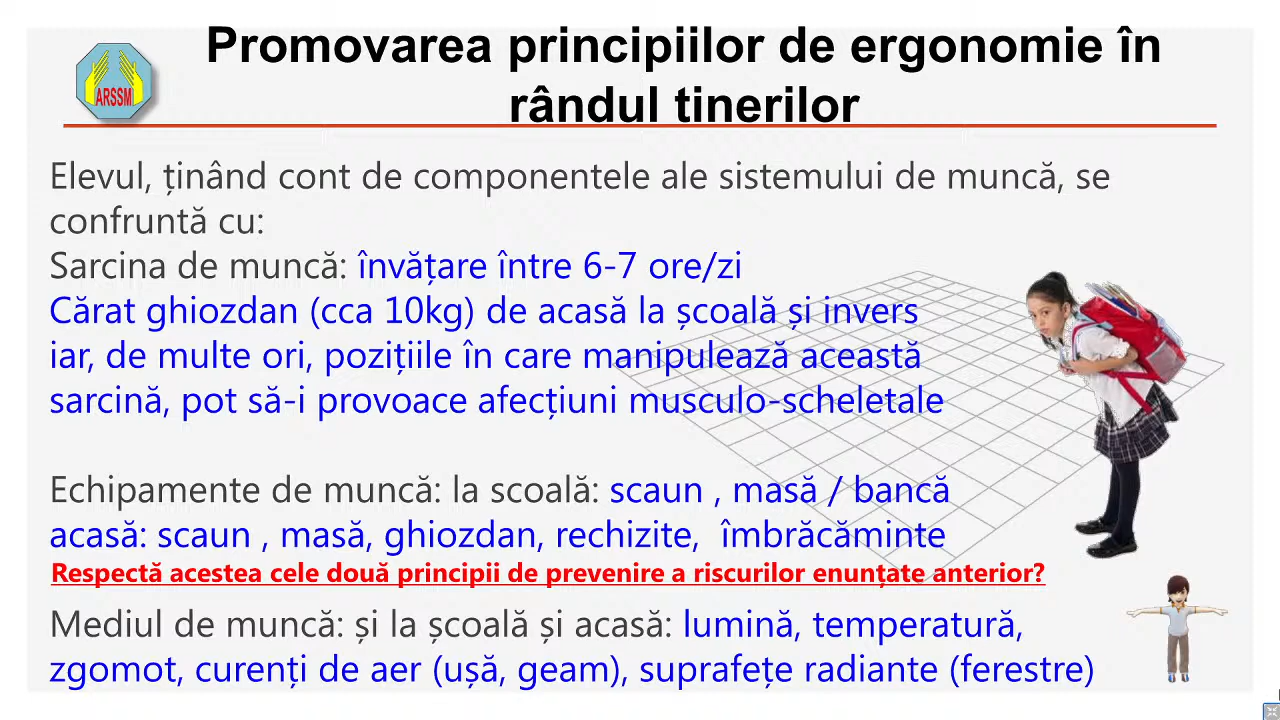 Promovarea principiilor de ergonomie în
rândul tinerilor
ARSSM
Elevul, ținând cont de componentele ale sistemului de muncă, se
confruntă cu:
Sarcina de muncă: învățare între 6-7 ore/zi
Cărat ghiozdan (cca 10kg) de acasă la școală și invers
iar, de multe ori, pozițiile în care manipulează această
sarcină, pot să-i provoace afecțiuni musculo-scheletale
Echipamente de muncă: la scoală: scaun , masă / bancă
acasă: scaun , masă, ghiozdan, rechizite, îmbrăcăminte
Respectă acestea cele două principii de prevenire a riscurilor enunțate anterior?
Mediul de muncă: și la școală și acasă: lumină, temperatură,
zgomot, curenți de aer (ușă, geam), suprafețe radiante (ferestre)